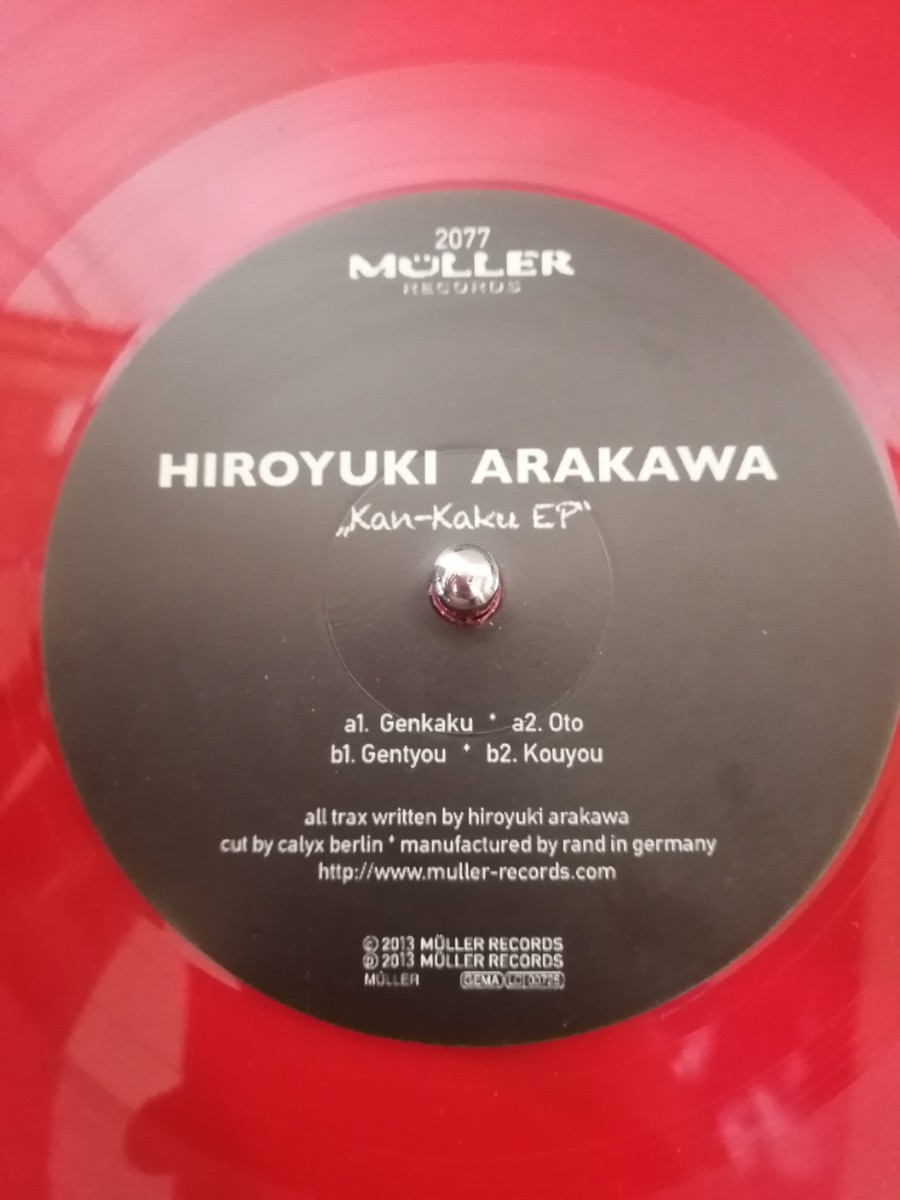 2077
MÜLLER
RECORDS
HIROYUKI ARAKAWA
„Kan-Kaku EP“
a1. Genkaku * a2. Oto
b1. Gentyou * b2. Kouyou
all trax written by hiroyuki arakawa
cut by calyx berlin * manufactured by rand in germany
http://www.muller-records.com
© 2013 MÜLLER RECORDS
℗ 2013 MÜLLER RECORDS
MÜLLER GEMA LC